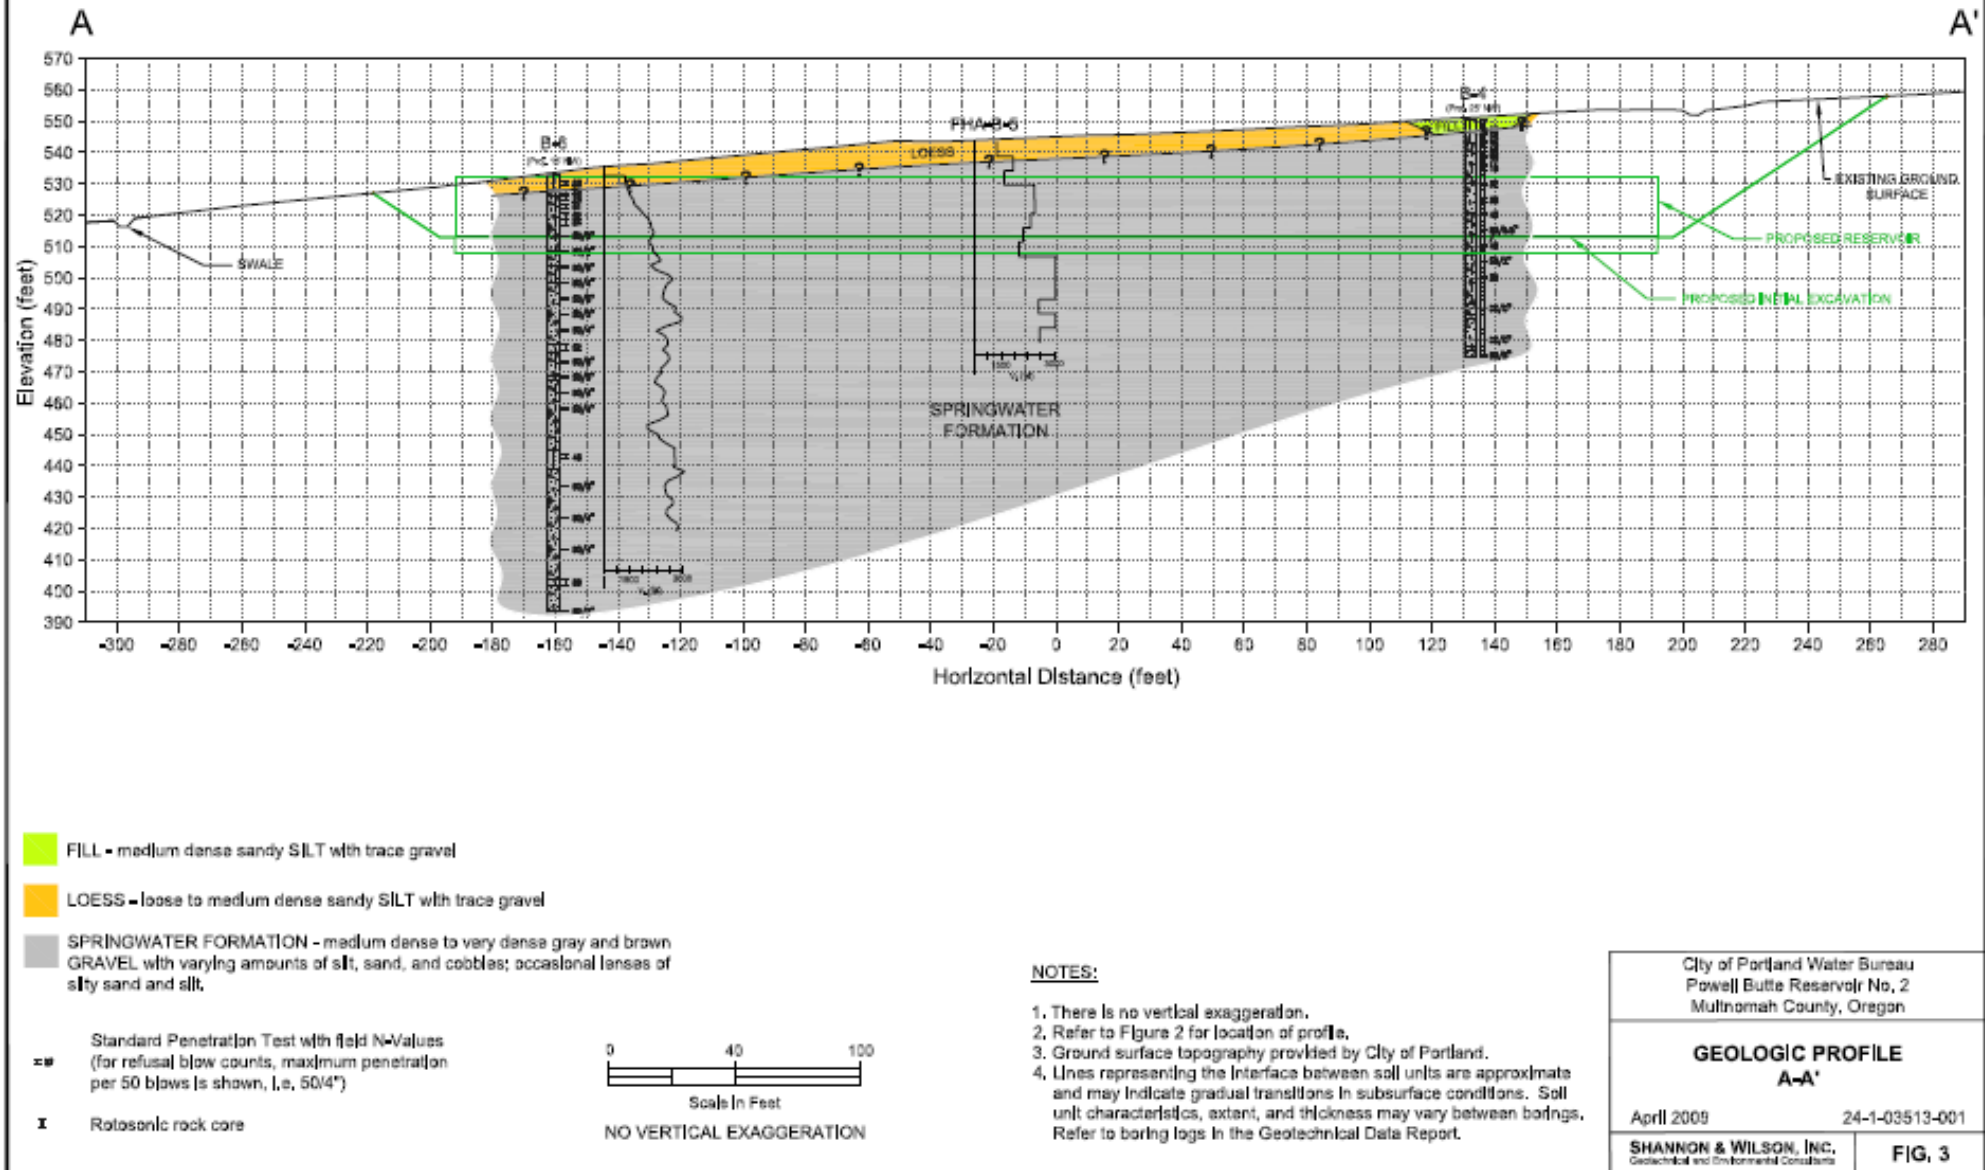 A
A'
570
560
550
540
530
520
510
500
490
480
470
460
450
440
430
420
410
400
390
Elevation (feet)
B-6
FHA-B-5
B-4
LOESS
FILL
SWALE
EXISTING GROUND
SURFACE
PROPOSED RESERVOIR
PROPOSED INITIAL EXCAVATION
SPRINGWATER
FORMATION
-300 -280 -260 -240 -220 -200 -180 -160 -140 -120 -100 -80 -60 -40 -20 0 20 40 60 80 100 120 140 160 180 200 220 240 260 280
Horizontal Distance (feet)
FILL - medium dense sandy SILT with trace gravel
LOESS - loose to medium dense sandy SILT with trace gravel
SPRINGWATER FORMATION - medium dense to very dense gray and brown
GRAVEL with varying amounts of silt, sand, and cobbles; occasional lenses of
silty sand and silt.
Standard Penetration Test with field N-Values
(for refusal blow counts, maximum penetration
per 50 blows is shown, i.e. 50/4")
Rotosonic rock core
0 40 100
Scale in Feet
NO VERTICAL EXAGGERATION
NOTES:
1. There is no vertical exaggeration.
2. Refer to Figure 2 for location of profile.
3. Ground surface topography provided by City of Portland.
4. Lines representing the interface between soil units are approximate
and may indicate gradual transitions in subsurface conditions. Soil
unit characteristics, extent, and thickness may vary between borings.
Refer to boring logs in the Geotechnical Data Report.
City of Portland Water Bureau
Powell Butte Reservoir No. 2
Multnomah County, Oregon
GEOLOGIC PROFILE
A-A'
April 2009 24-1-03513-001
SHANNON & WILSON, INC.
Geotechnical and Environmental Consultants
FIG. 3